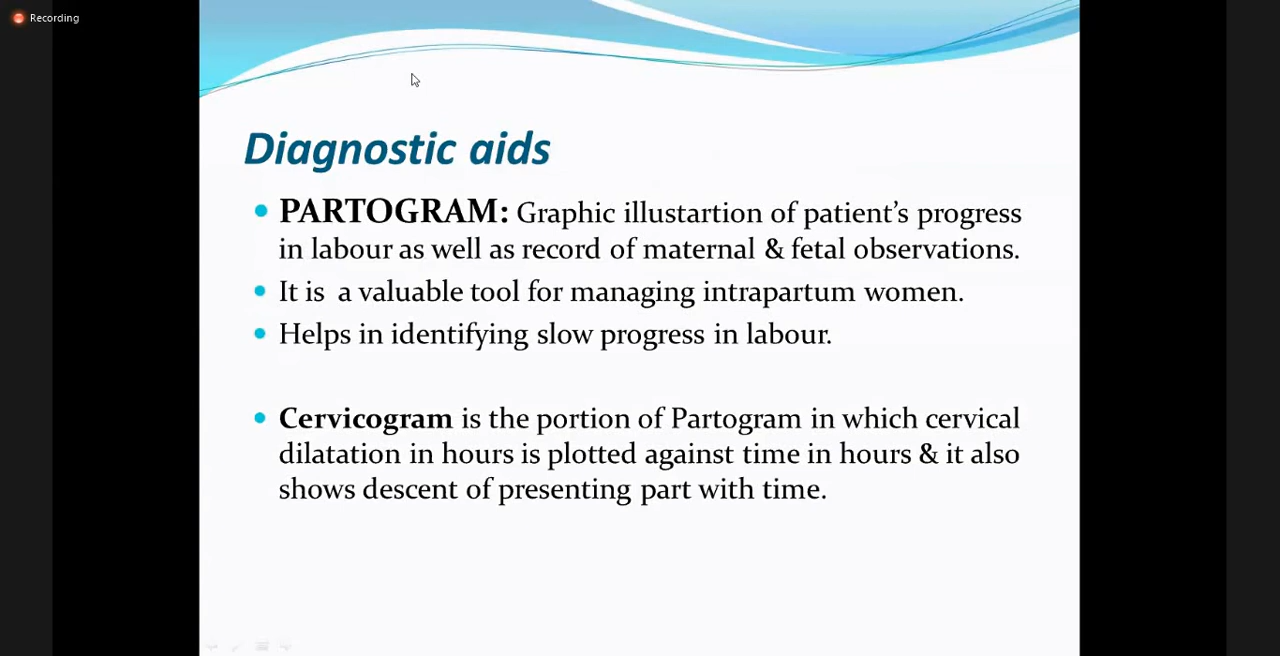 Recording
Diagnostic aids
PARTOGRAM: Graphic illustartion of patient’s progress
in labour as well as record of maternal & fetal observations.
It is a valuable tool for managing intrapartum women.
Helps in identifying slow progress in labour.
Cervicogram is the portion of Partogram in which cervical
dilatation in hours is plotted against time in hours & it also
shows descent of presenting part with time.